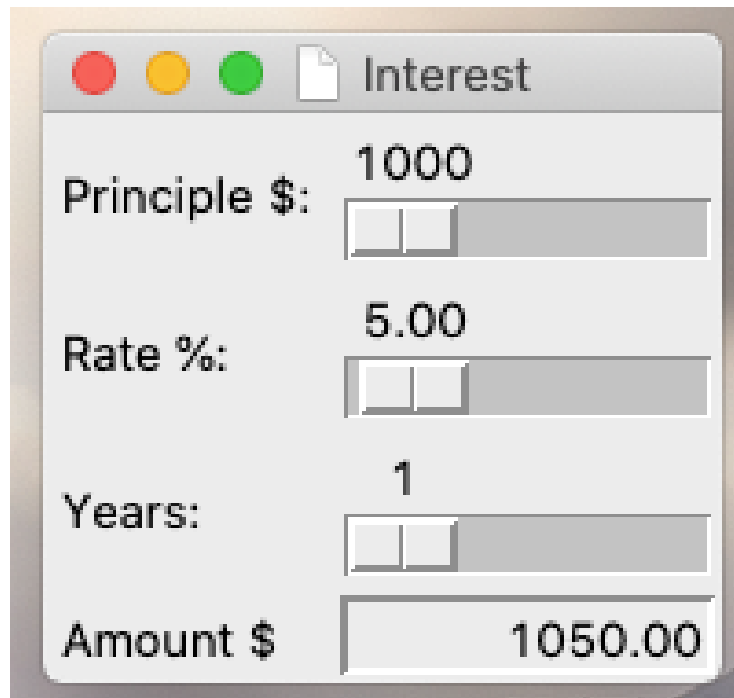 Interest
1000
Principle $:
5.00
Rate %:
1
Years:
Amount $ 1050.00